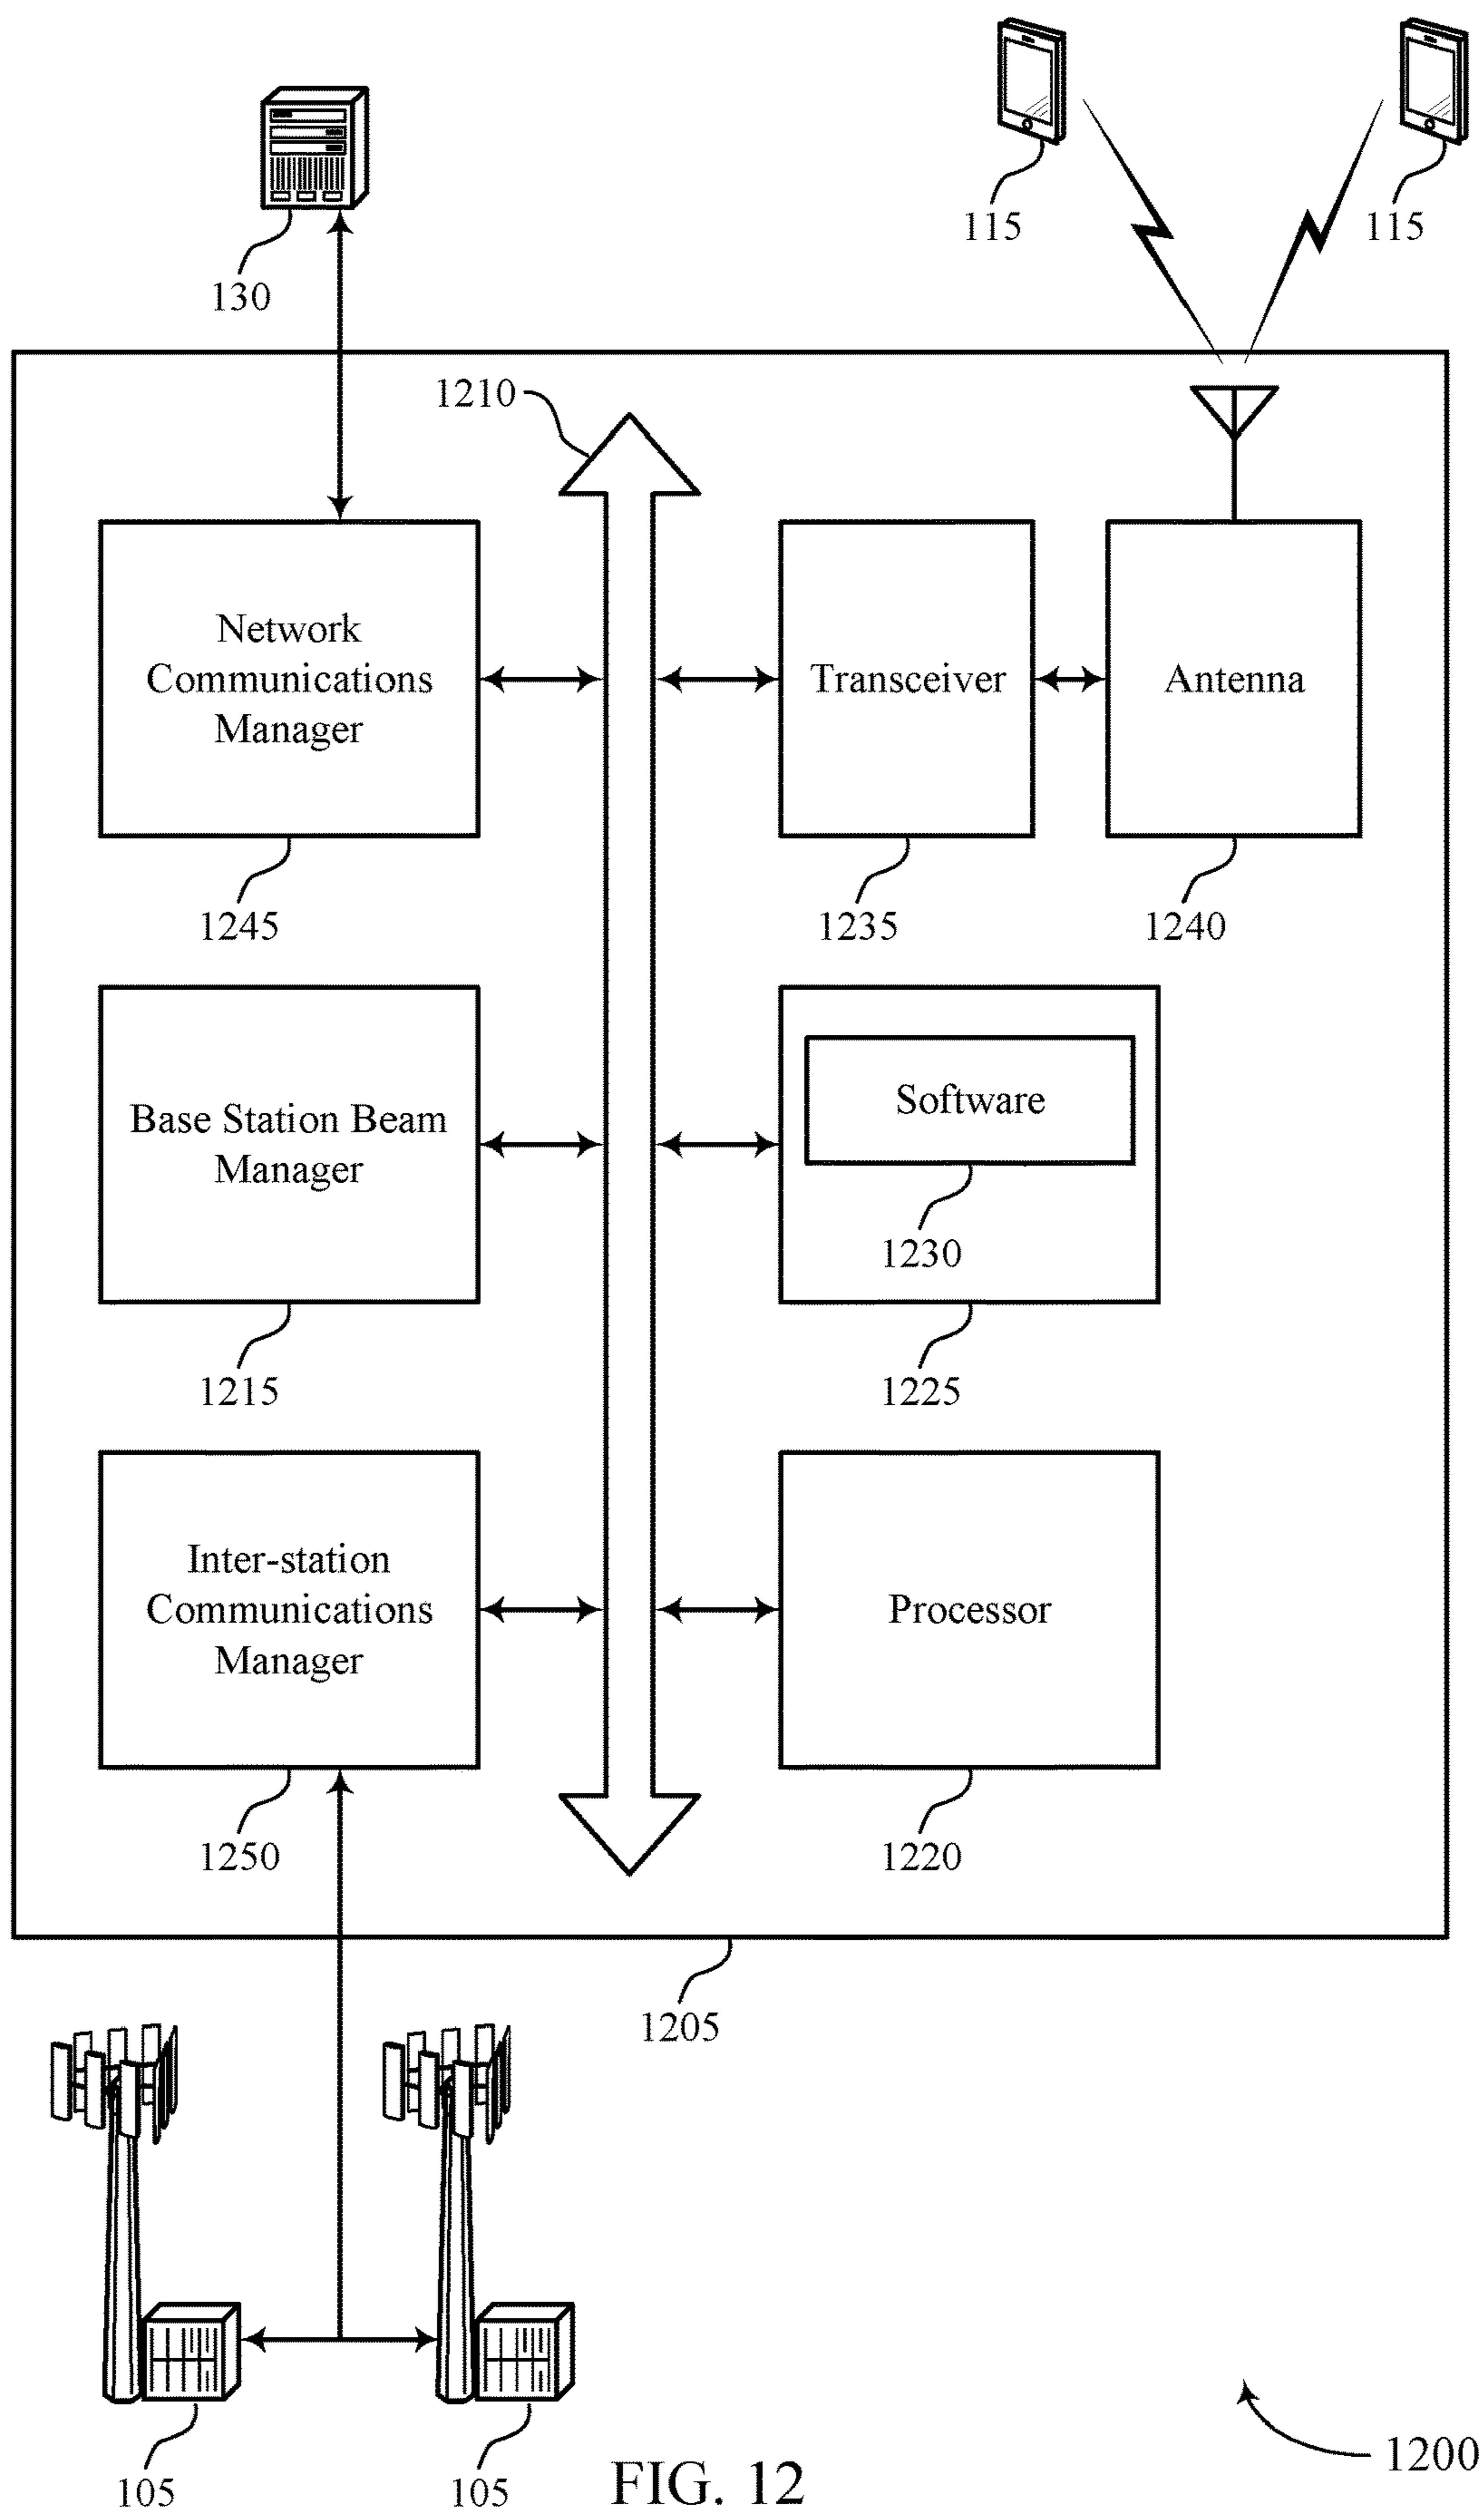 115
115
130
1210
Network
Communications
Manager
Transceiver
Antenna
1245
1235
1240
Base Station Beam
Manager
Software
1230
1215
1225
Inter-station
Communications
Manager
Processor
1250
1220
1205
105
105
1200
FIG. 12